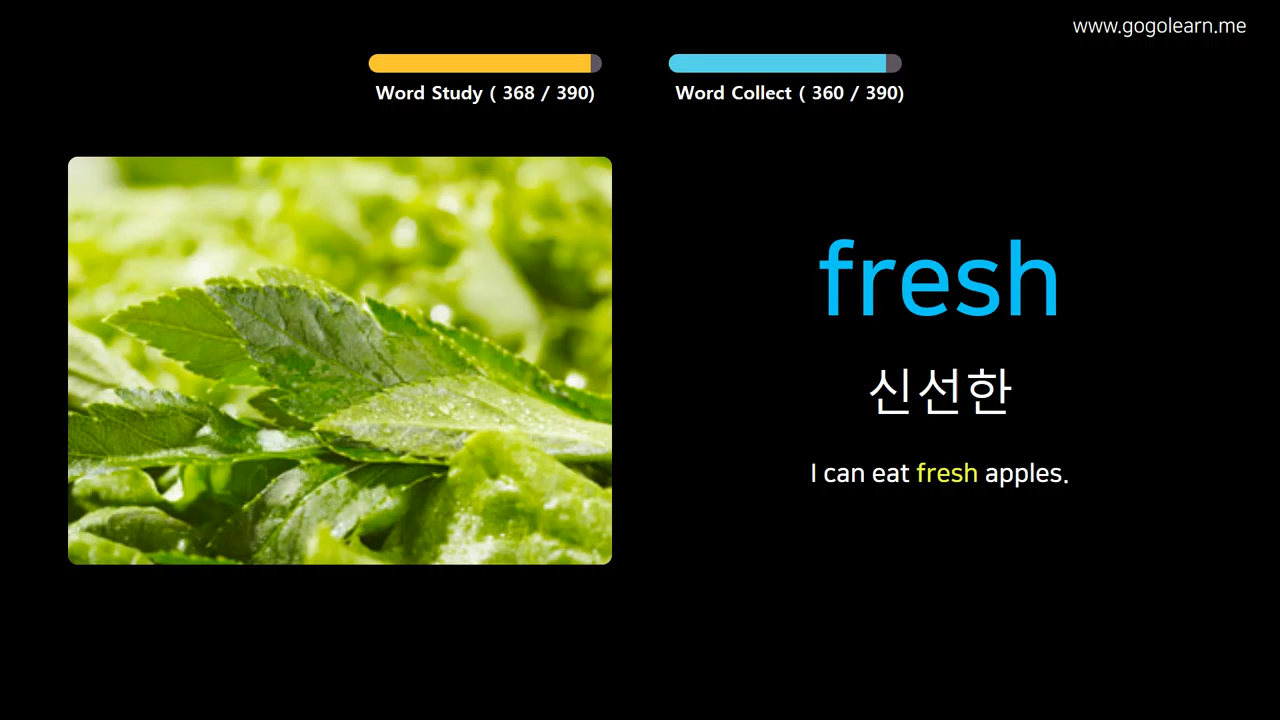 www.gogolearn.me
Word Study ( 368 / 390)
Word Collect ( 360 / 390)
fresh
신선한
I can eat fresh apples.